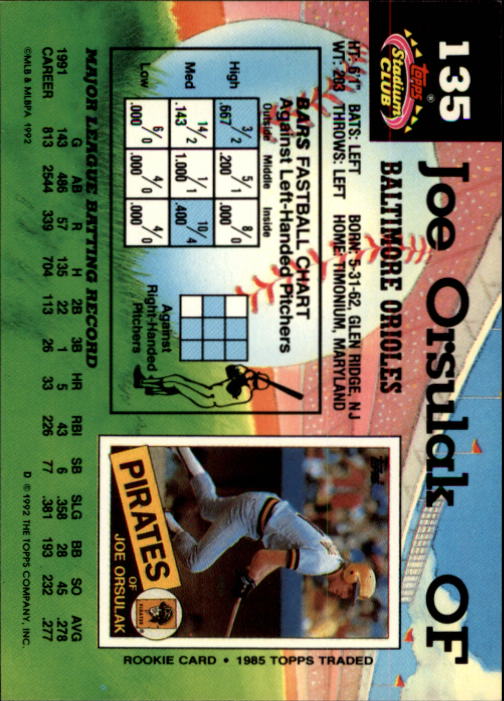 135
Topps®
Stadium
CLUB
Joe Orsulak OF
BALTIMORE ORIOLES
HT: 6'1" BATS: LEFT BORN: 5-31-62, GLEN RIDGE, NJ
WT: 203 THROWS: LEFT HOME: TIMONIUM, MARYLAND
BARS FASTBALL CHART
Against Left-Handed Pitchers
Outside Middle Inside
High 3/2 .667 5/1 .200 8/0 .000
Med 14/2 .143 1/1 1.000 10/4 .400
Low 6/0 .000 4/0 .000 4/0 .000
Against
Right-Handed
Pitchers
PIRATES
OF
JOE ORSULAK
ROOKIE CARD • 1985 TOPPS TRADED
MAJOR LEAGUE BATTING RECORD
G AB R H 2B 3B HR RBI SB SLG BB SO AVG
1991 143 486 57 135 22 1 5 43 6 .358 28 45 .278
CAREER 813 2544 339 704 113 26 33 226 77 .381 193 232 .277
©MLB & MLBPA 1992
D © 1992 THE TOPPS COMPANY, INC.